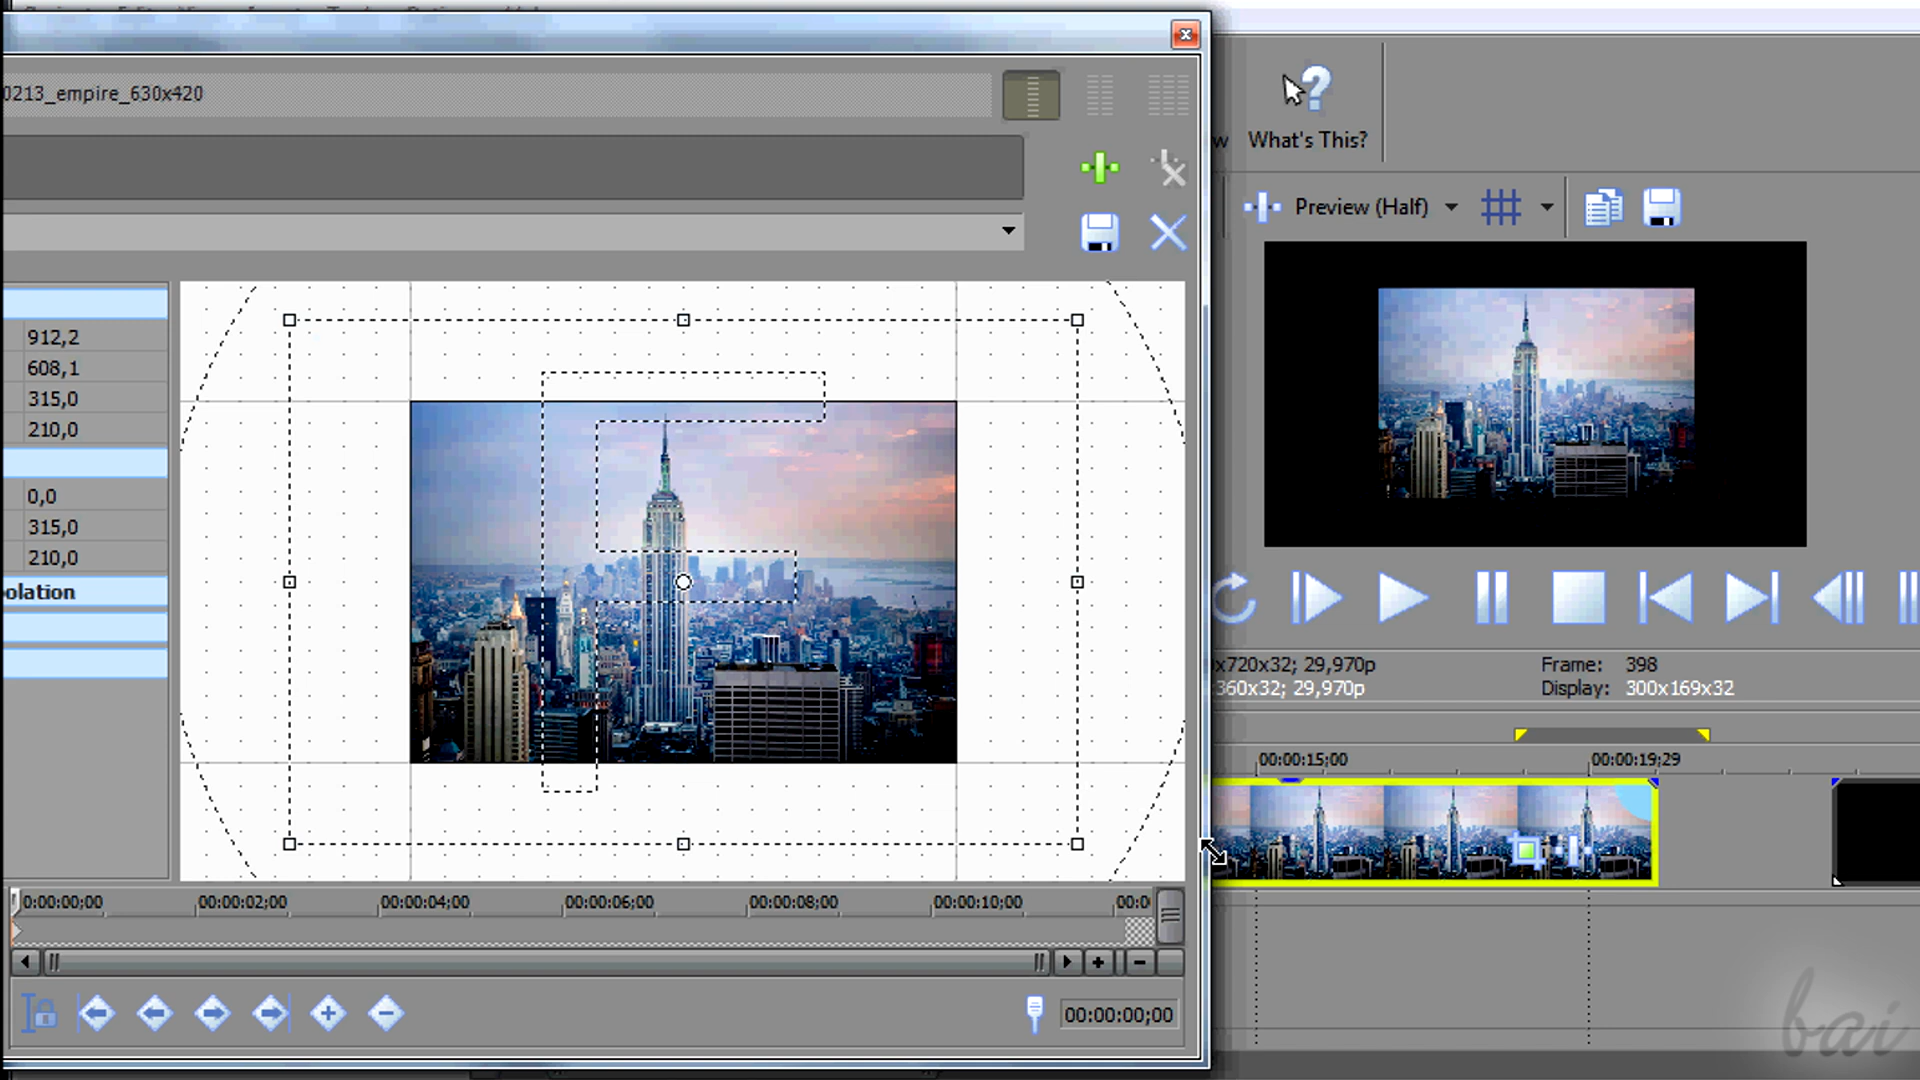 0213_empire_630x420
What's This?
w
Preview (Half)
912,2
608,1
315,0
210,0
0,0
315,0
210,0
olation
x720x32; 29,970p
Frame: 398
360x32; 29,970p
Display: 300x169x32
00:00:15;00
00:00:19;29
0:00:00;00
00:00:02;00
00:00:04;00
00:00:06;00
00:00:08;00
00:00:10;00
00:0
00:00:00;00
bai